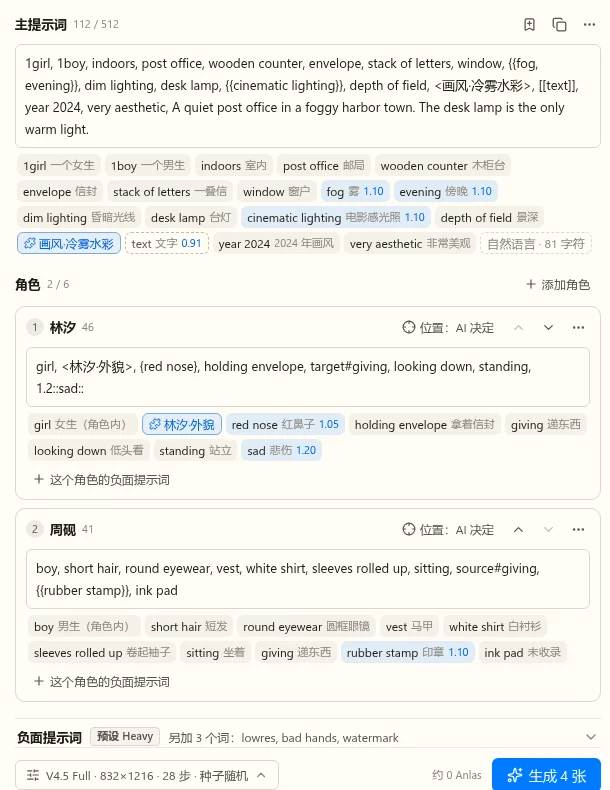 主提示词 112 / 512
1girl, 1boy, indoors, post office, wooden counter, envelope, stack of letters, window, {{fog,
evening}}, dim lighting, desk lamp, {{cinematic lighting}}, depth of field, <画风·冷雾水彩>, [[text]],
year 2024, very aesthetic, A quiet post office in a foggy harbor town. The desk lamp is the only
warm light.
1girl 一个女生 1boy 一个男生 indoors 室内 post office 邮局 wooden counter 木柜台
envelope 信封 stack of letters 一叠信 window 窗户 fog 雾 1.10 evening 傍晚 1.10
dim lighting 昏暗光线 desk lamp 台灯 cinematic lighting 电影感光照 1.10 depth of field 景深
画风·冷雾水彩 text 文字 0.91 year 2024 2024 年画风 very aesthetic 非常美观 自然语言 · 81 字符
角色 2 / 6 添加角色
1 林汐 46 位置：AI 决定
girl, <林汐·外貌>, {red nose}, holding envelope, target#giving, looking down, standing,
1.2::sad::
girl 女生（角色内） 林汐·外貌 red nose 红鼻子 1.05 holding envelope 拿着信封 giving 递东西
looking down 低头看 standing 站立 sad 悲伤 1.20
这个角色的负面提示词
2 周砚 41 位置：AI 决定
boy, short hair, round eyewear, vest, white shirt, sleeves rolled up, sitting, source#giving,
{{rubber stamp}}, ink pad
boy 男生（角色内） short hair 短发 round eyewear 圆框眼镜 vest 马甲 white shirt 白衬衫
sleeves rolled up 卷起袖子 sitting 坐着 giving 递东西 rubber stamp 印章 1.10 ink pad 未收录
这个角色的负面提示词
负面提示词 预设 Heavy 另加 3 个词：lowres, bad hands, watermark
V4.5 Full · 832×1216 · 28 步 · 种子随机 约 0 Anlas 生成 4 张